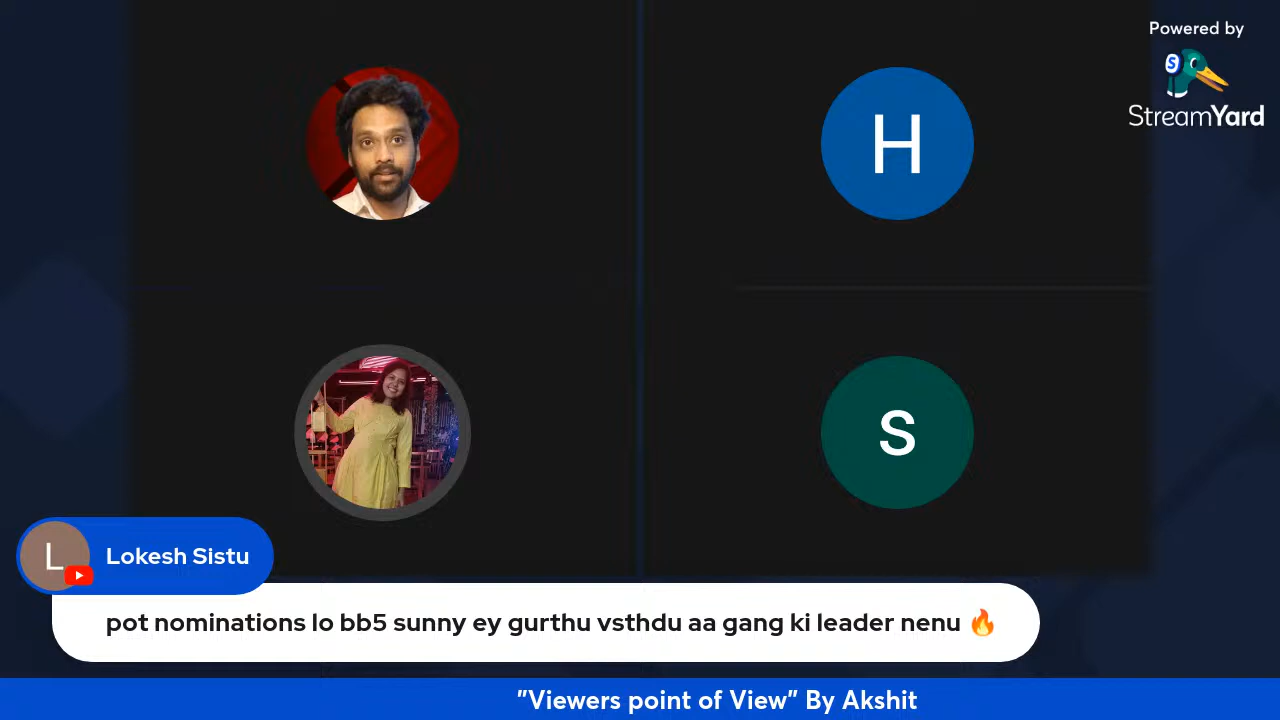 Powered by
S
StreamYard
H
S
L
Lokesh Sistu
pot nominations lo bb5 sunny ey gurthu vsthdu aa gang ki leader nenu 🔥
"Viewers point of View" By Akshit